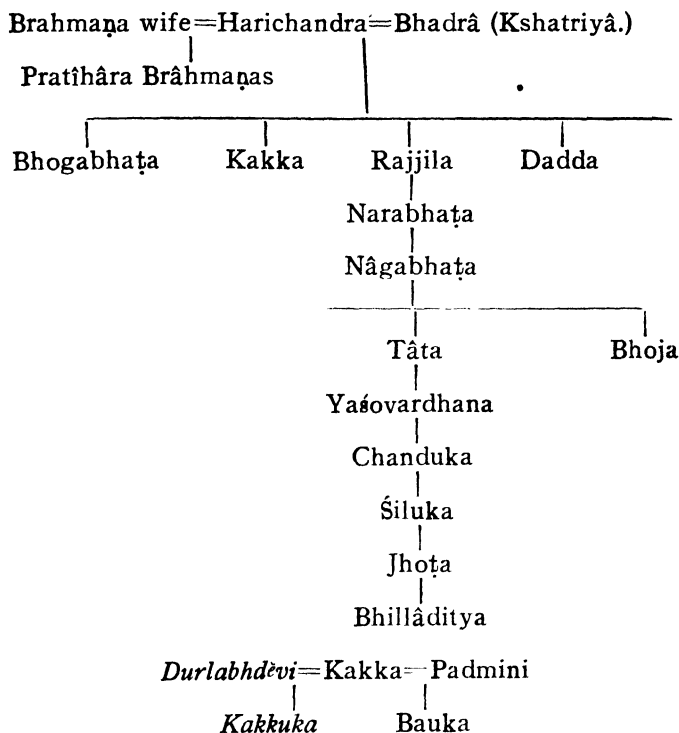 Brahmaṇa wife=Harichandra=Bhadrâ (Kshatriyâ.)
Pratîhâra Brâhmaṇas
Bhogabhaṭa Kakka Rajjila Dadda
Narabhaṭa
Nâgabhaṭa
Tâta Bhoja
Yaśovardhana
Chanduka
Śiluka
Jhoṭa
Bhillâditya
Durlabhdèvi=Kakka=Padmini
Kakkuka Bauka